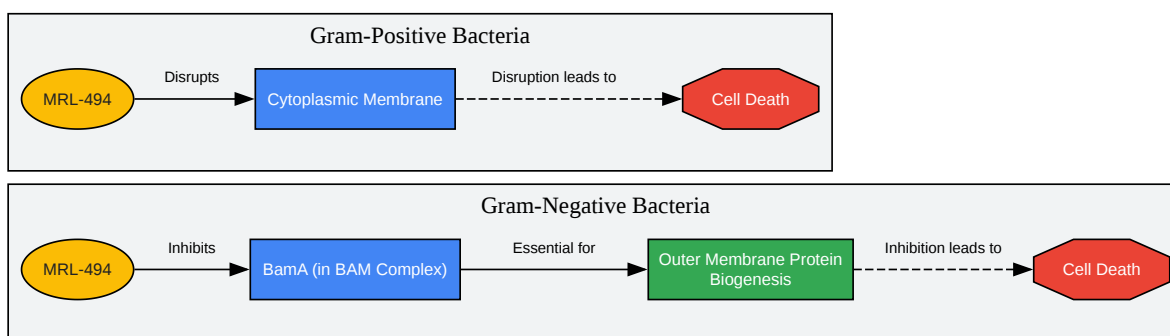 Gram-Positive Bacteria
MRL-494
Disrupts
Cytoplasmic Membrane
Disruption leads to
Cell Death
Gram-Negative Bacteria
MRL-494
Inhibits
BamA (in BAM Complex)
Essential for
Outer Membrane Protein
Biogenesis
Inhibition leads to
Cell Death